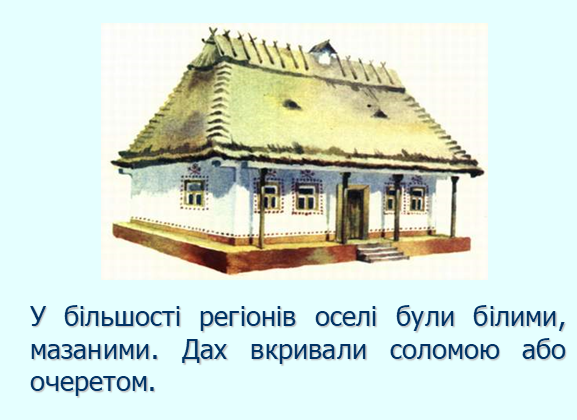 У більшості регіонів оселі були білими,
мазаними. Дах вкривали соломою або
очеретом.